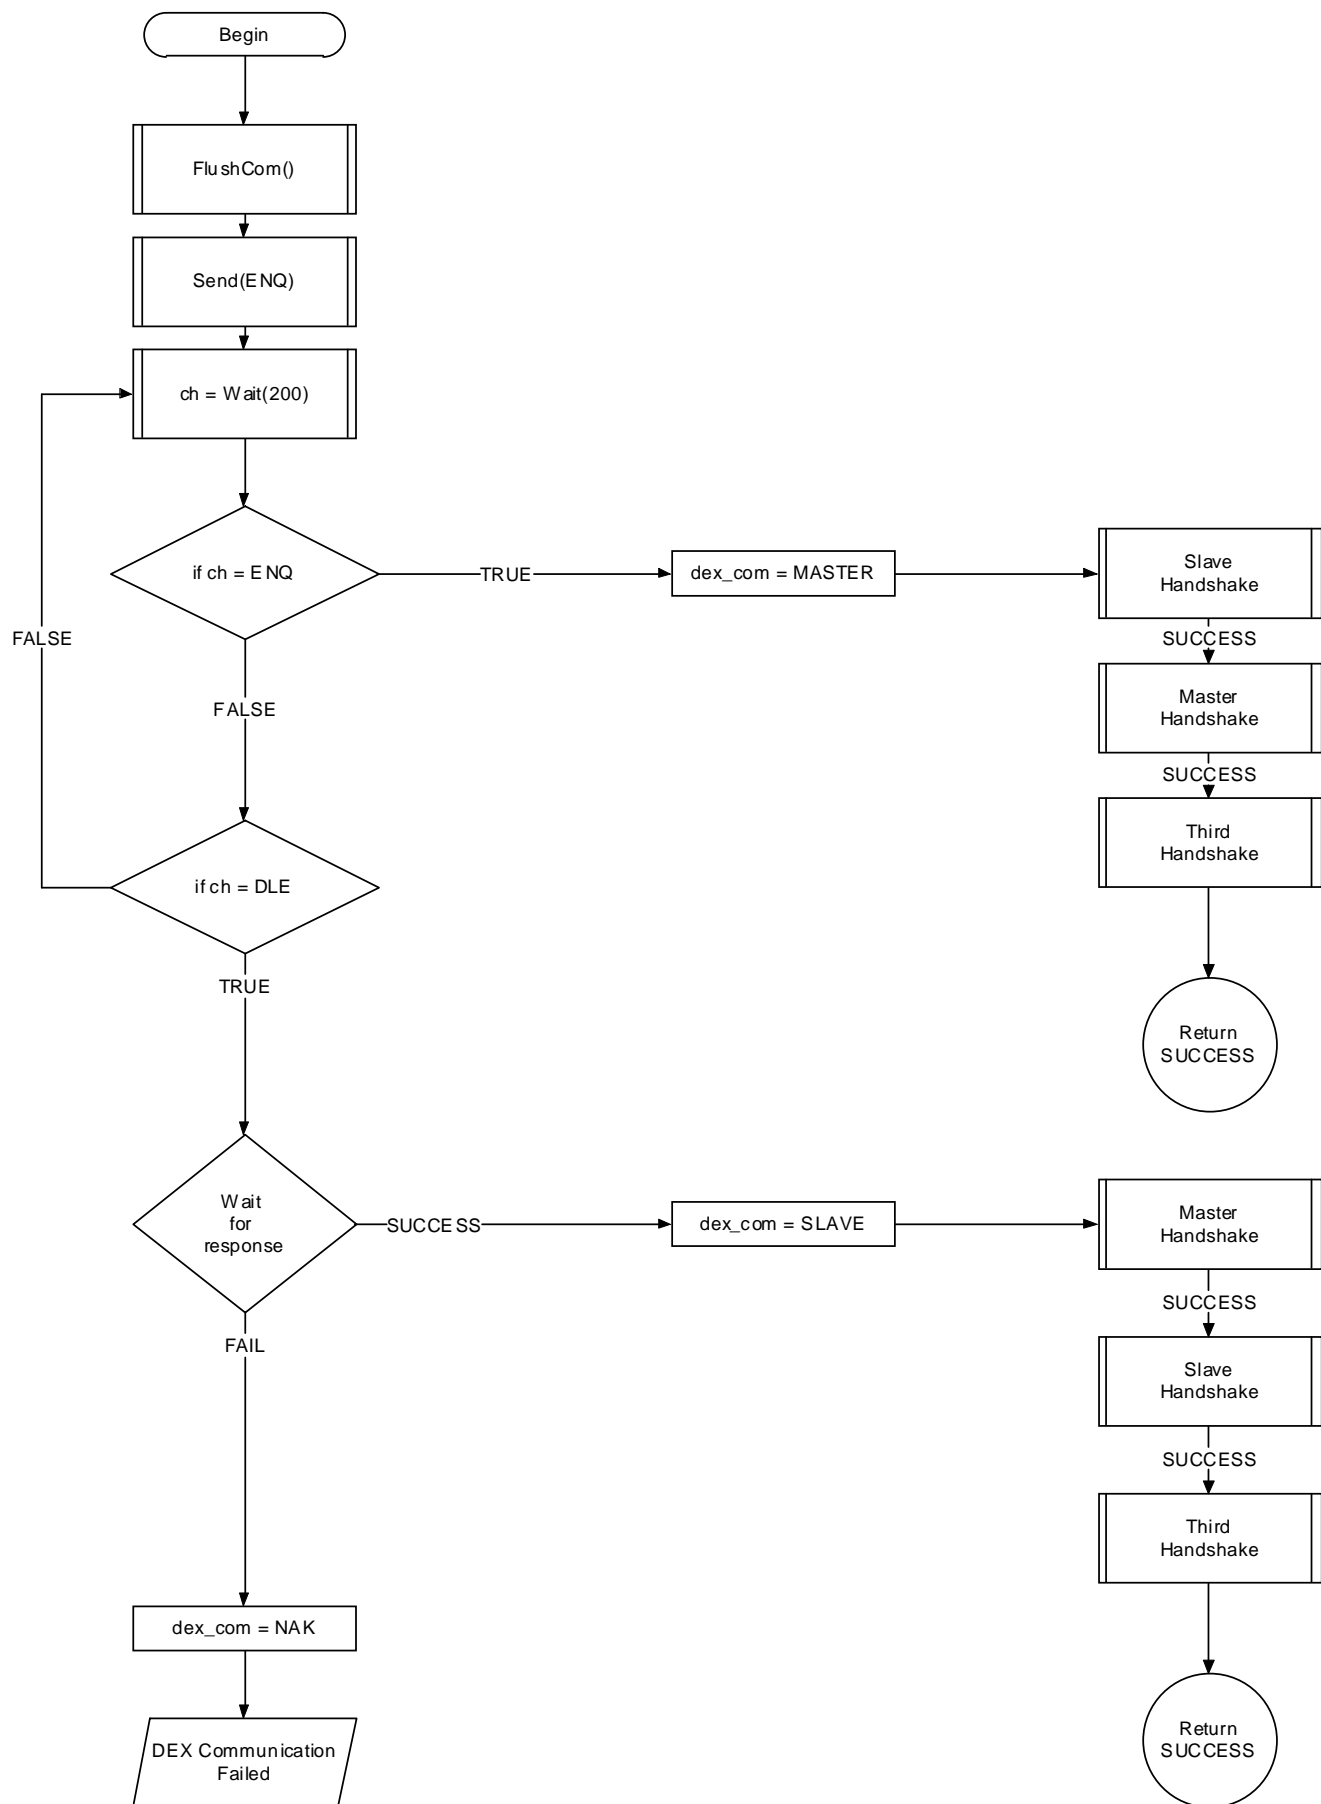 Begin
FlushCom()
Send(ENQ)
ch = Wait(200)
if ch = ENQ
TRUE
dex_com = MASTER
Slave
Handshake
SUCCESS
Master
Handshake
SUCCESS
Third
Handshake
Return
SUCCESS
FALSE
FALSE
if ch = DLE
TRUE
Wait
for
response
SUCCESS
dex_com = SLAVE
Master
Handshake
SUCCESS
Slave
Handshake
SUCCESS
Third
Handshake
Return
SUCCESS
FAIL
dex_com = NAK
DEX Communication
Failed